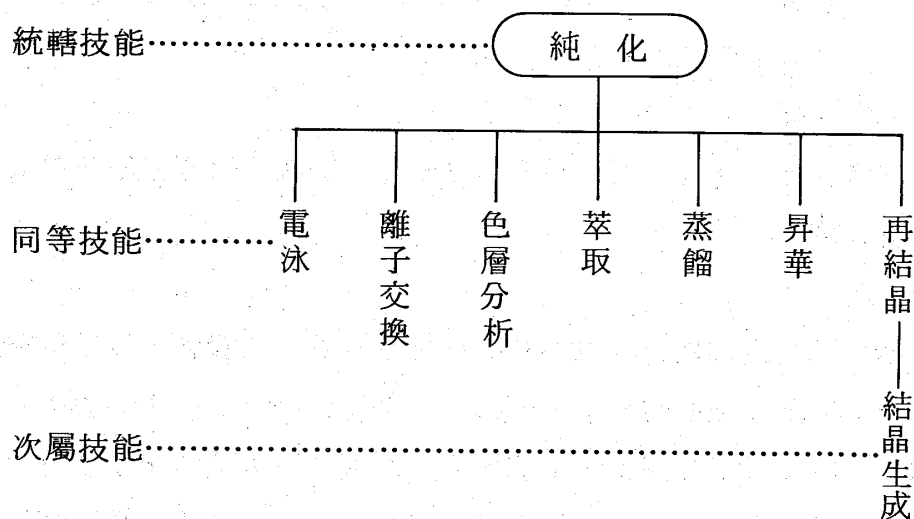 統轄技能
純化
同等技能
電泳
離子交換
色層分析
萃取
蒸餾
昇華
再結晶
次屬技能
結晶生成